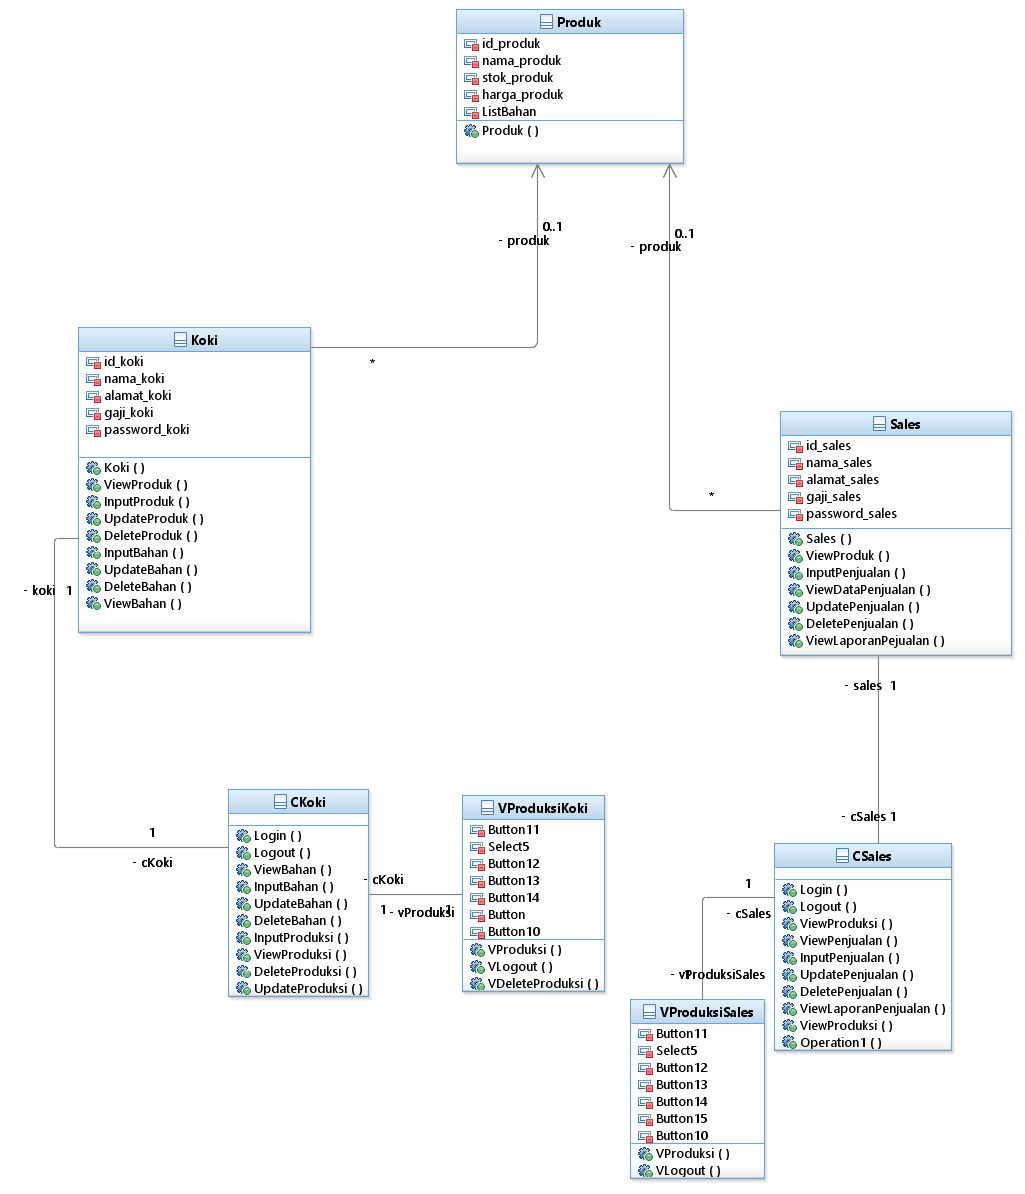 Produk
id_produk
nama_produk
stok_produk
harga_produk
ListBahan
Produk ( )
0..1
- produk
0..1
- produk
Koki
id_koki
nama_koki
alamat_koki
gaji_koki
password_koki
Koki ( )
ViewProduk ( )
InputProduk ( )
UpdateProduk ( )
DeleteProduk ( )
InputBahan ( )
UpdateBahan ( )
DeleteBahan ( )
ViewBahan ( )
*
- koki 1
Sales
id_sales
nama_sales
alamat_sales
gaji_sales
password_sales
Sales ( )
ViewProduk ( )
InputPenjualan ( )
ViewDataPenjualan ( )
UpdatePenjualan ( )
DeletePenjualan ( )
ViewLaporanPejualan ( )
*
- sales 1
- cSales 1
1
- cKoki
CKoki
Login ( )
Logout ( )
ViewBahan ( )
InputBahan ( )
UpdateBahan ( )
DeleteBahan ( )
InputProduksi ( )
ViewProduksi ( )
DeleteProduksi ( )
UpdateProduksi ( )
- cKoki
1
- vProduksi
1
VProduksiKoki
Button11
Select5
Button12
Button13
Button14
Button
Button10
VProduksi ( )
VLogout ( )
VDeleteProduksi ( )
CSales
Login ( )
Logout ( )
ViewProduksi ( )
ViewPenjualan ( )
InputPenjualan ( )
UpdatePenjualan ( )
DeletePenjualan ( )
ViewLaporanPenjualan ( )
ViewProduksi ( )
Operation1 ( )
1
- cSales
- vProduksiSales
1
VProduksiSales
Button11
Select5
Button12
Button13
Button14
Button15
Button10
VProduksi ( )
VLogout ( )